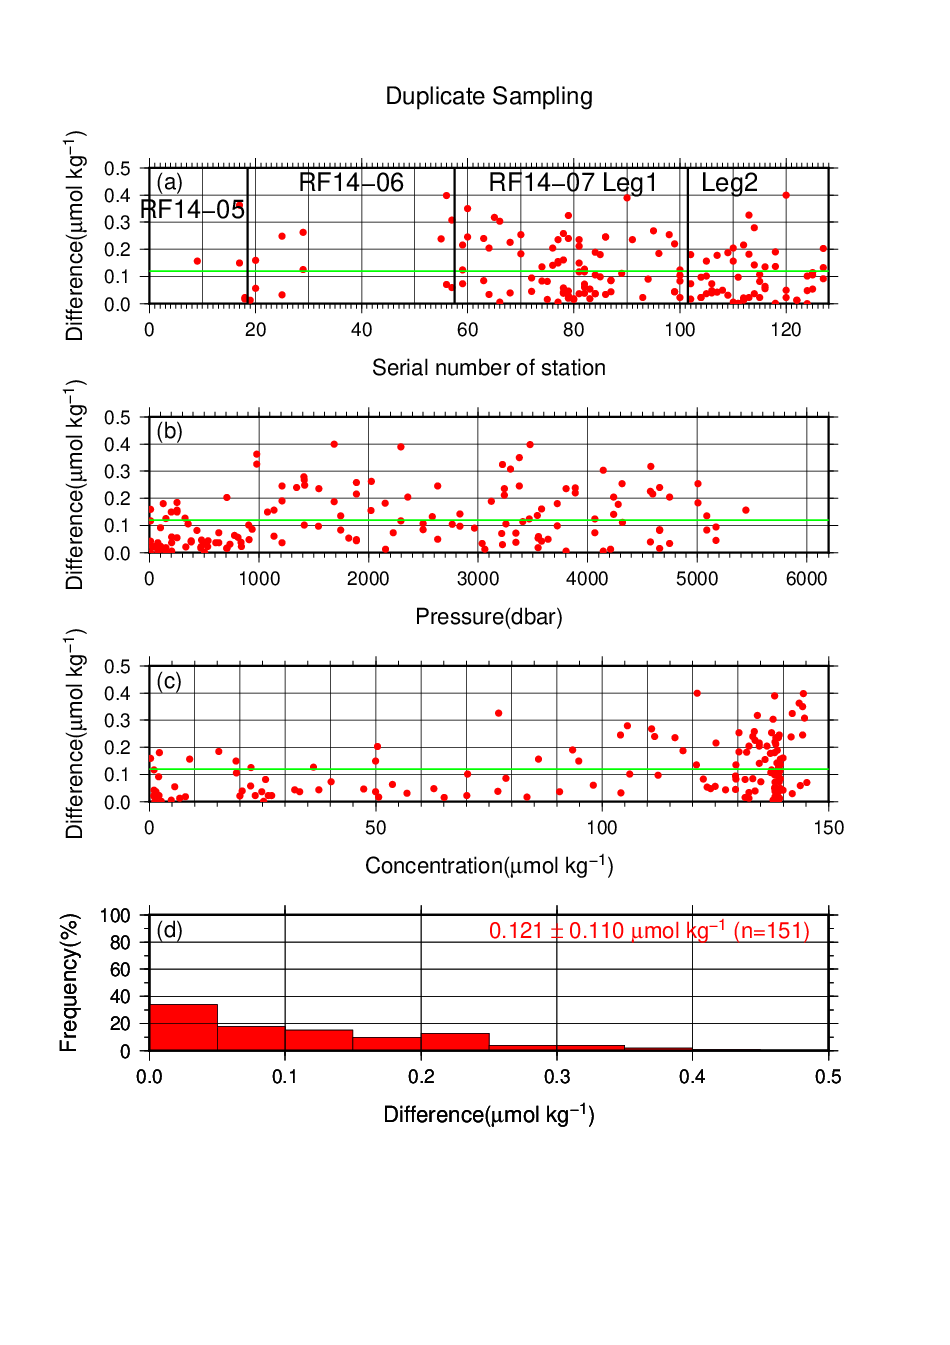 Duplicate Sampling
Difference(μmol kg−1)
0.5
0.4
0.3
0.2
0.1
0.0
(a)
RF14−05
RF14−06
RF14−07 Leg1
Leg2
0 20 40 60 80 100 120
Serial number of station
Difference(μmol kg−1)
0.5
0.4
0.3
0.2
0.1
0.0
(b)
0 1000 2000 3000 4000 5000 6000
Pressure(dbar)
Difference(μmol kg−1)
0.5
0.4
0.3
0.2
0.1
0.0
(c)
0 50 100 150
Concentration(μmol kg−1)
Frequency(%)
100
80
60
40
20
0
(d)
0.121 ± 0.110 μmol kg−1 (n=151)
0.0 0.1 0.2 0.3 0.4 0.5
Difference(μmol kg−1)